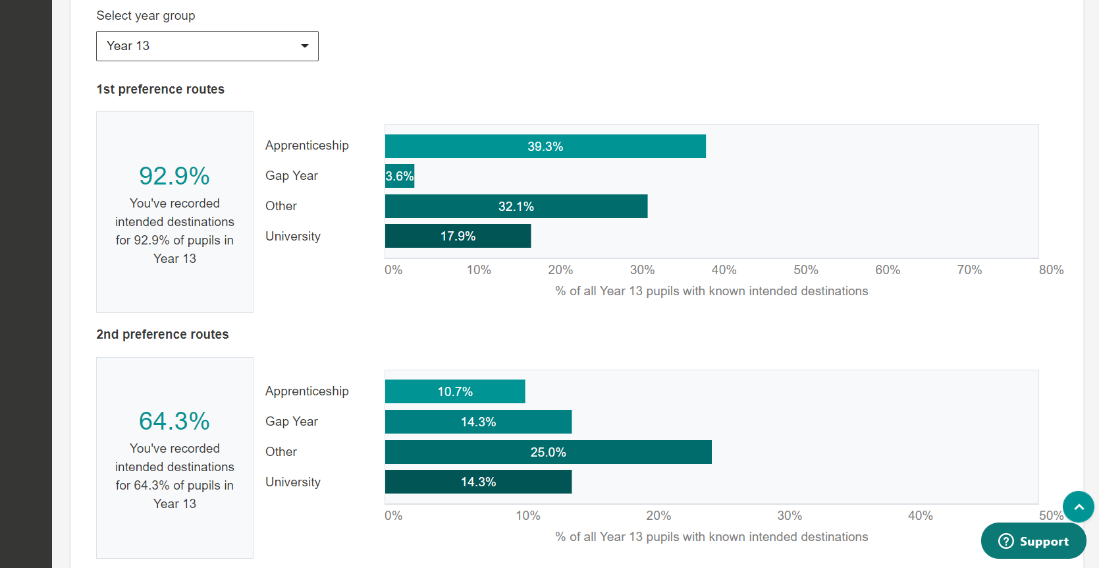 Select year group
Year 13
1st preference routes
92.9%
You've recorded
intended destinations
for 92.9% of pupils in
Year 13
Apprenticeship
39.3%
Gap Year
3.6%
Other
32.1%
University
17.9%
0% 10% 20% 30% 40% 50% 60% 70% 80%
% of all Year 13 pupils with known intended destinations
2nd preference routes
64.3%
You've recorded
intended destinations
for 64.3% of pupils in
Year 13
Apprenticeship
10.7%
Gap Year
14.3%
Other
25.0%
University
14.3%
0% 10% 20% 30% 40% 50%
% of all Year 13 pupils with known intended destinations
Support